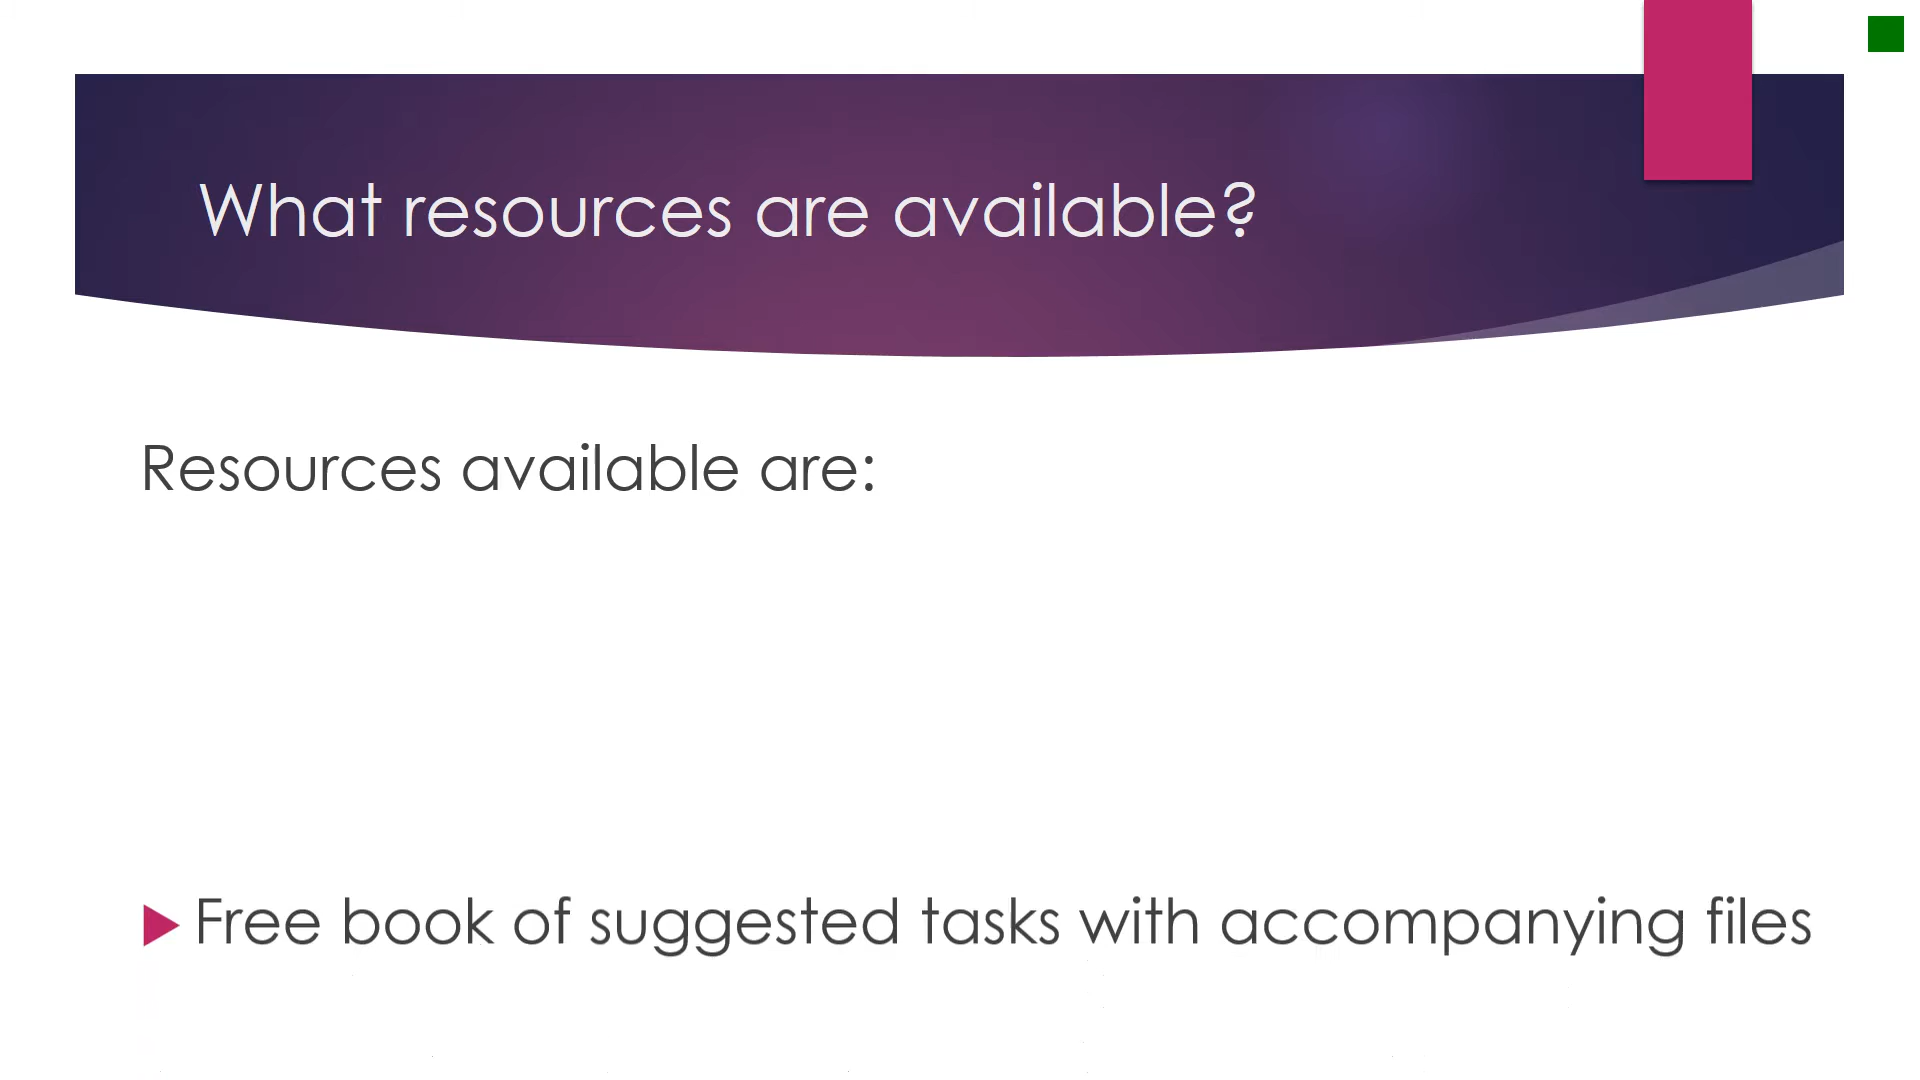 What resources are available?
Resources available are:
Free book of suggested tasks with accompanying files